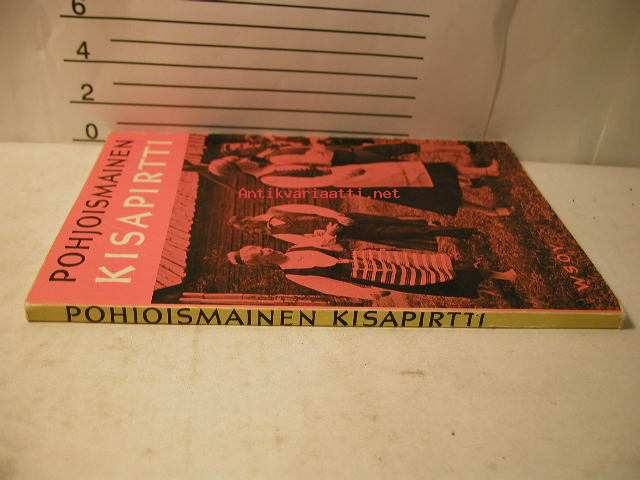 6
4
2
0
POHJOISMAINEN
KISAPIRTTI
Antikvariaatti.net
WSOY
POHJOISMAINEN KISAPIRTTI